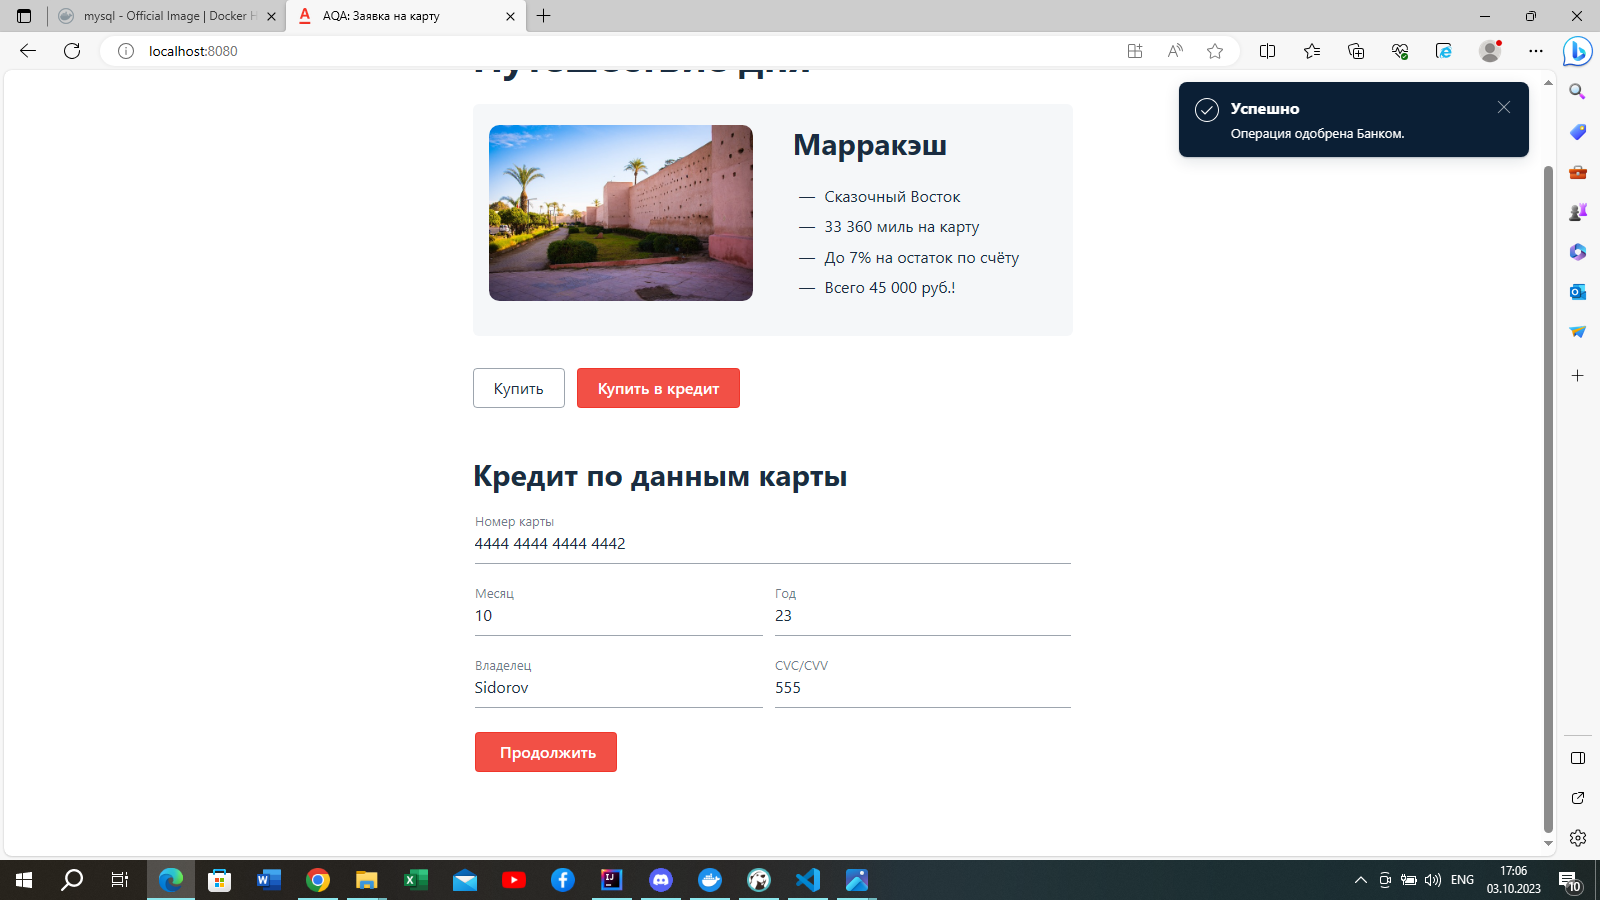 mysql - Official Image | Docker H
AQA: Заявка на карту
localhost:8080
Путешествие дня
Успешно
Операция одобрена Банком.
Марракэш
— Сказочный Восток
— 33 360 миль на карту
— До 7% на остаток по счёту
— Всего 45 000 руб.!
Купить
Купить в кредит
Кредит по данным карты
Номер карты
4444 4444 4444 4442
Месяц
10
Год
23
Владелец
Sidorov
CVC/CVV
555
Продолжить
ENG
17:06
03.10.2023
10